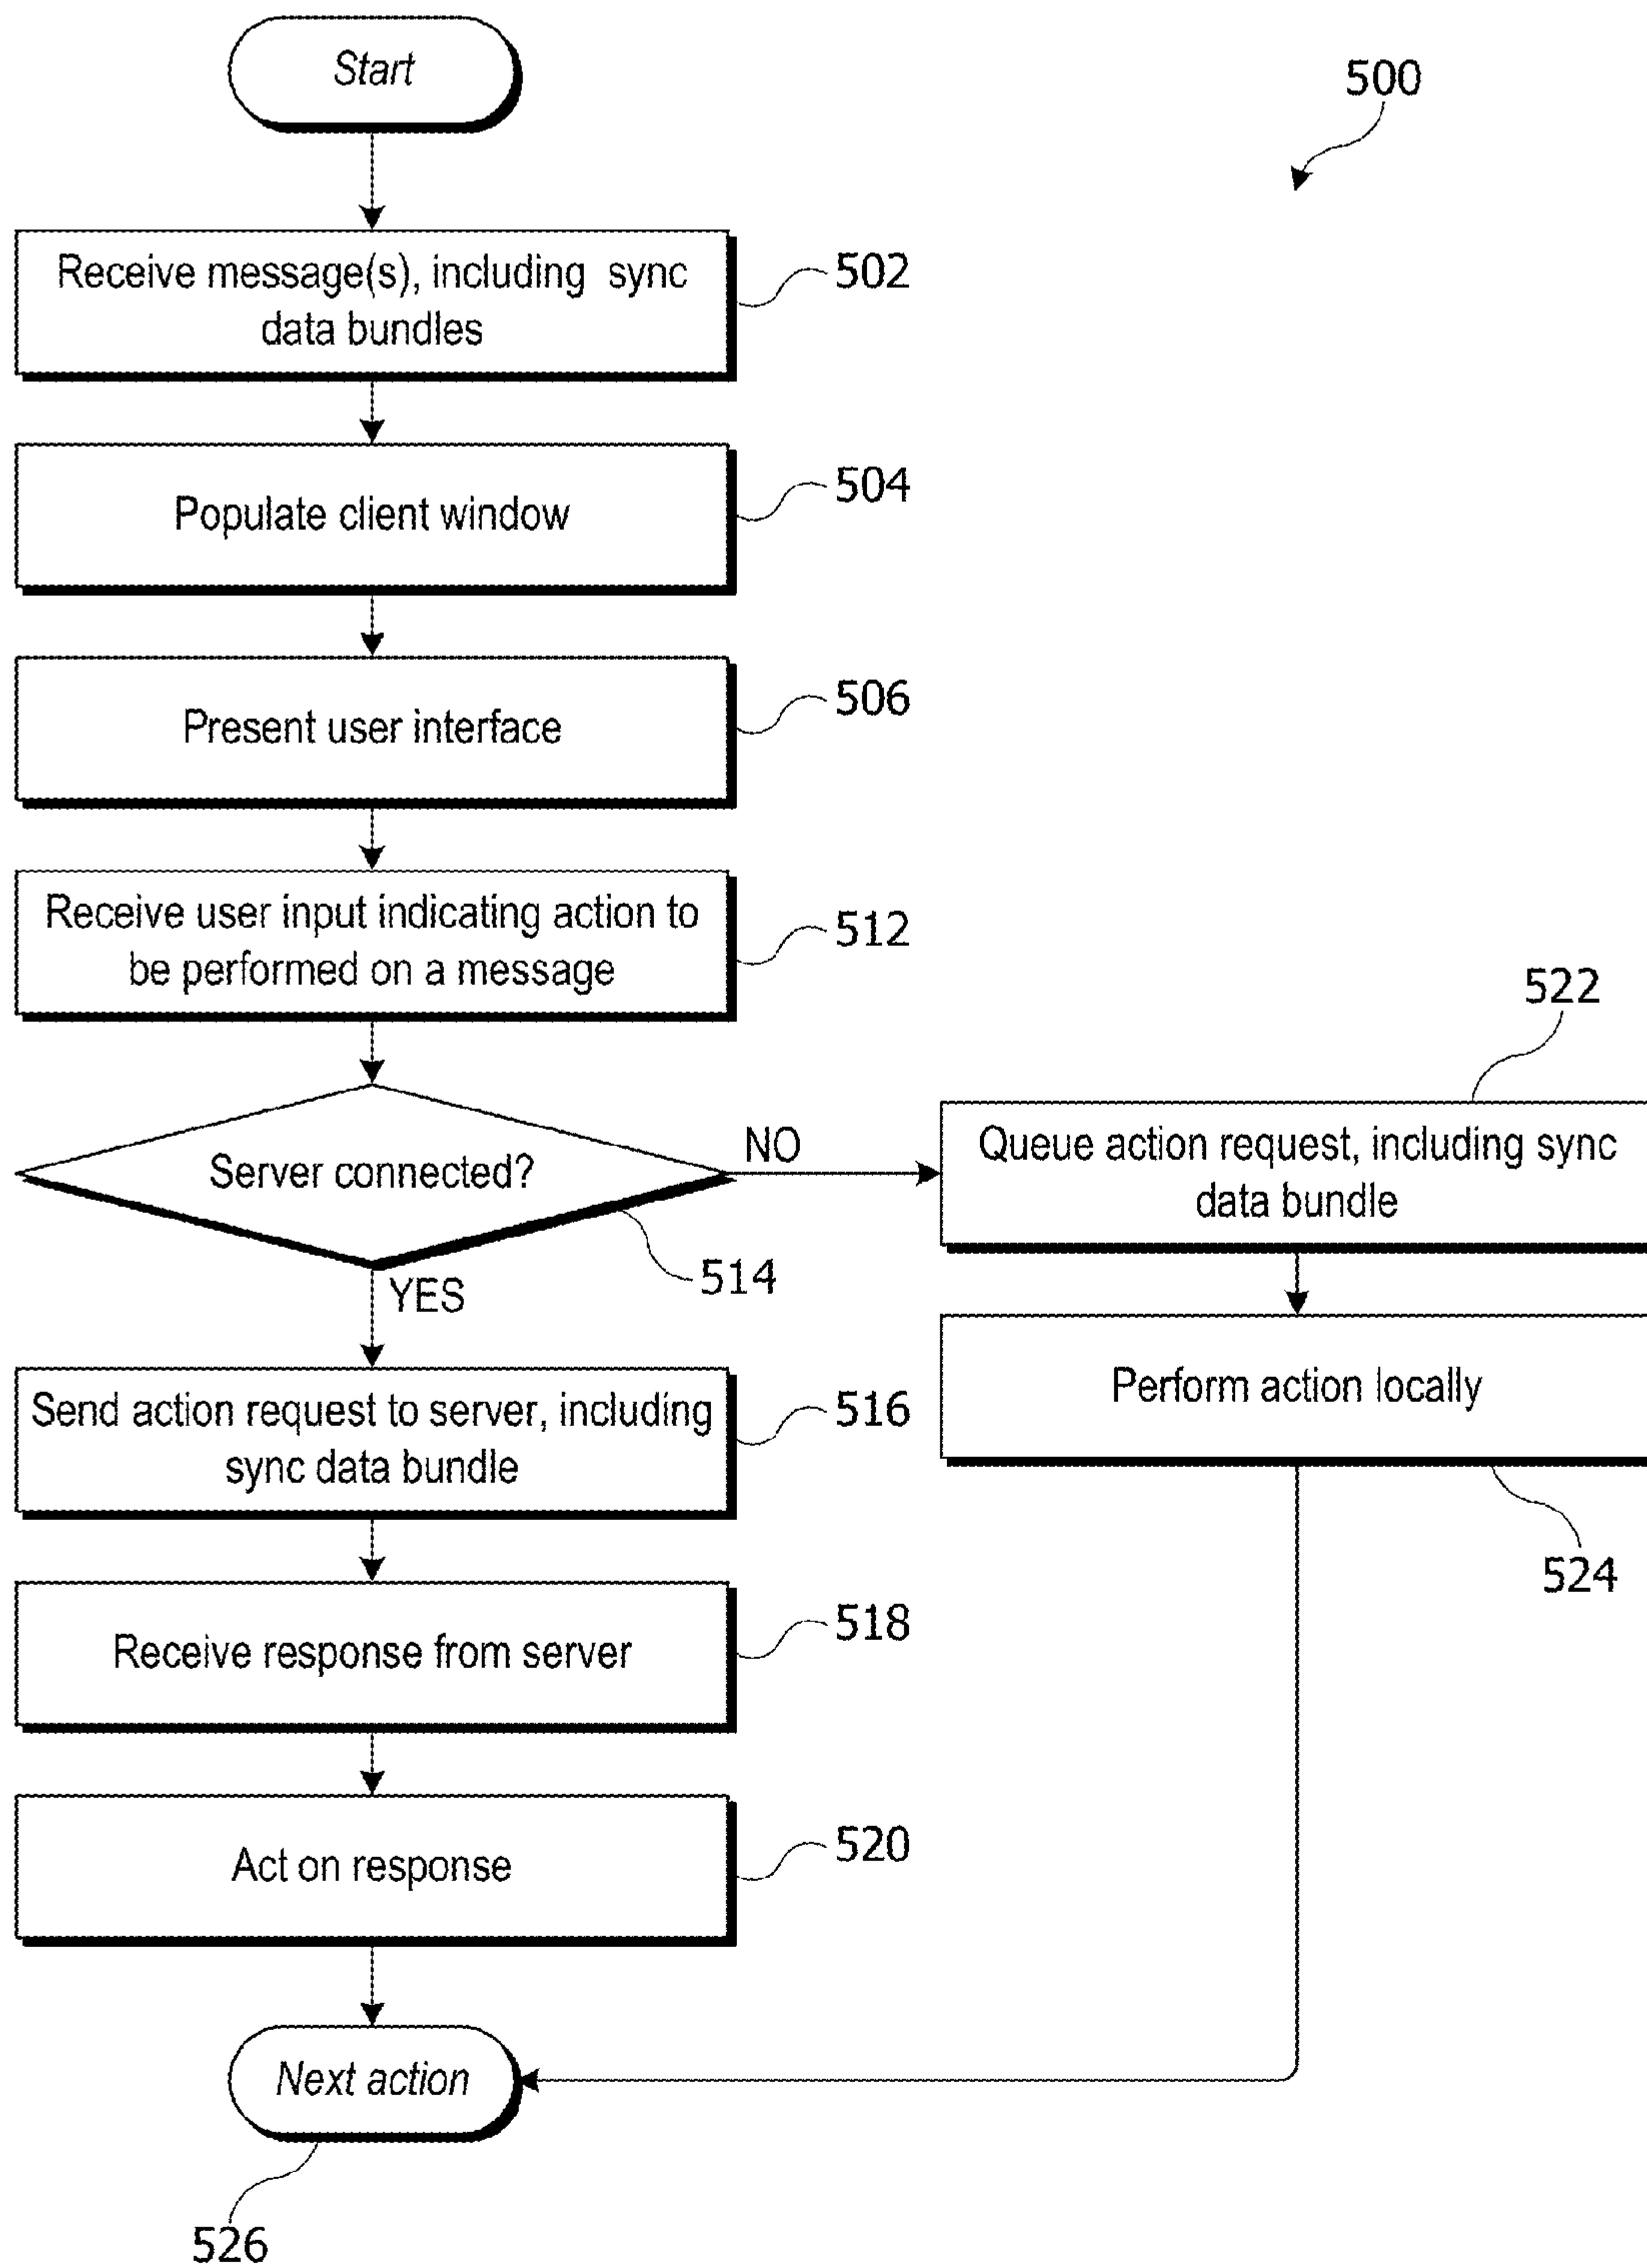 Start
500
Receive message(s), including sync
data bundles
502
Populate client window
504
Present user interface
506
Receive user input indicating action to
be performed on a message
512
522
Server connected?
NO
Queue action request, including sync
data bundle
514
YES
Perform action locally
Send action request to server, including
sync data bundle
516
524
Receive response from server
518
Act on response
520
Next action
526